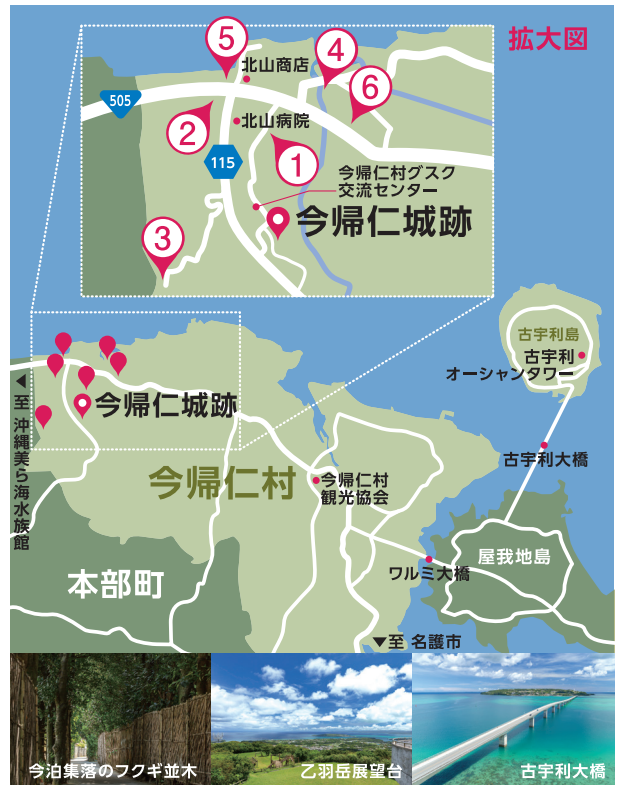 拡大図
5
4
北山商店
6
505
2
北山病院
115
1
今帰仁村グスク
交流センター
今帰仁城跡
3
古宇利島
古宇利
オーシャンタワー
今帰仁城跡
◀至 沖縄美ら海水族館
古宇利大橋
今帰仁村
今帰仁村
観光協会
屋我地島
ワルミ大橋
本部町
▼至 名護市
今泊集落のフクギ並木
乙羽岳展望台
古宇利大橋